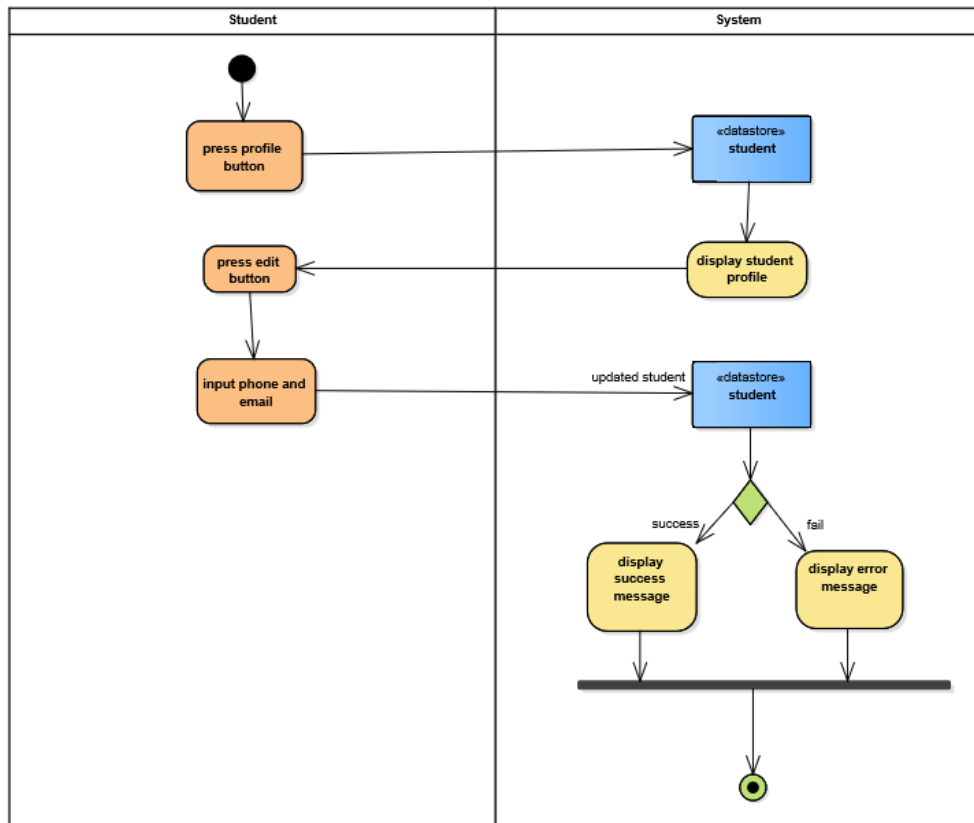 Student
System
press profile
button
«datastore»
student
press edit
button
display student
profile
input phone and
email
updated student
«datastore»
student
success
fail
display
success
message
display error
message